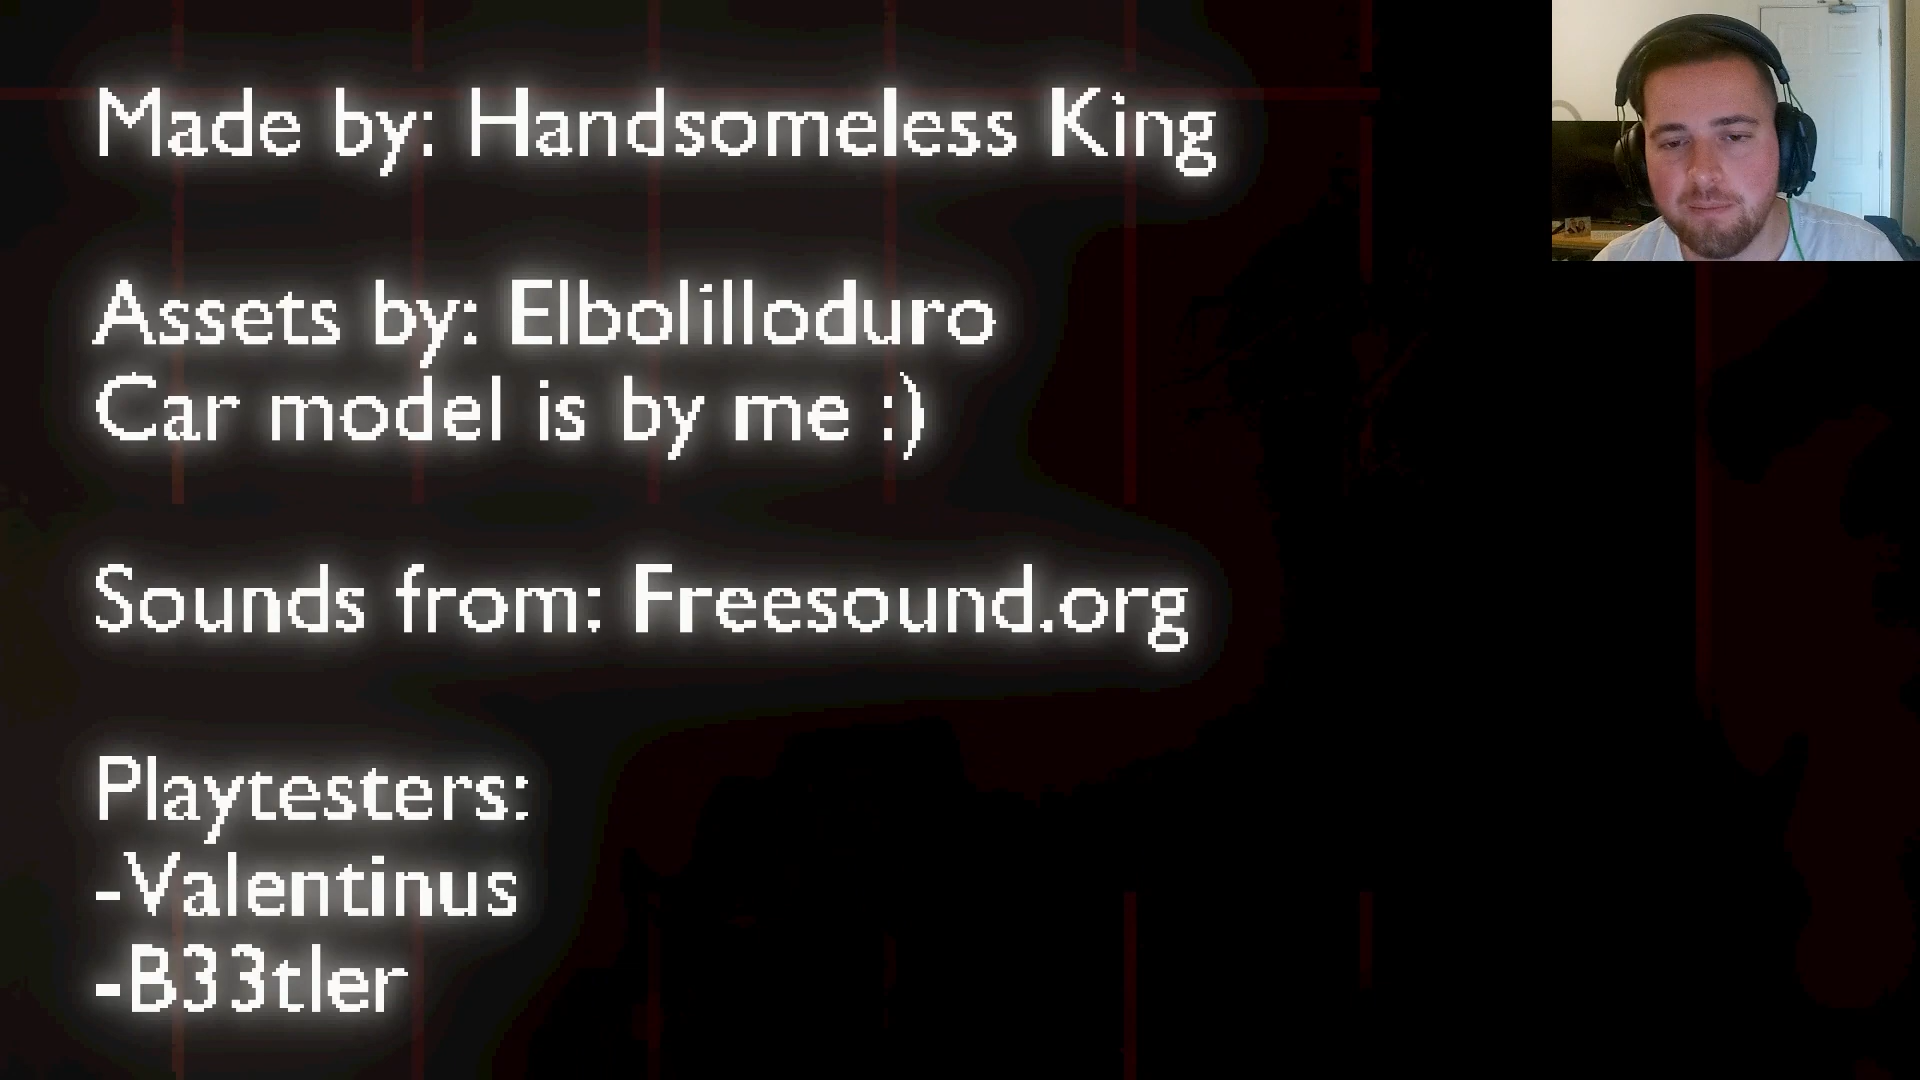 Made by: Handsomeless King
Assets by: Elbolilloduro
Car model is by me :)
Sounds from: Freesound.org
Playtesters:
-Valentinus
-B33tler